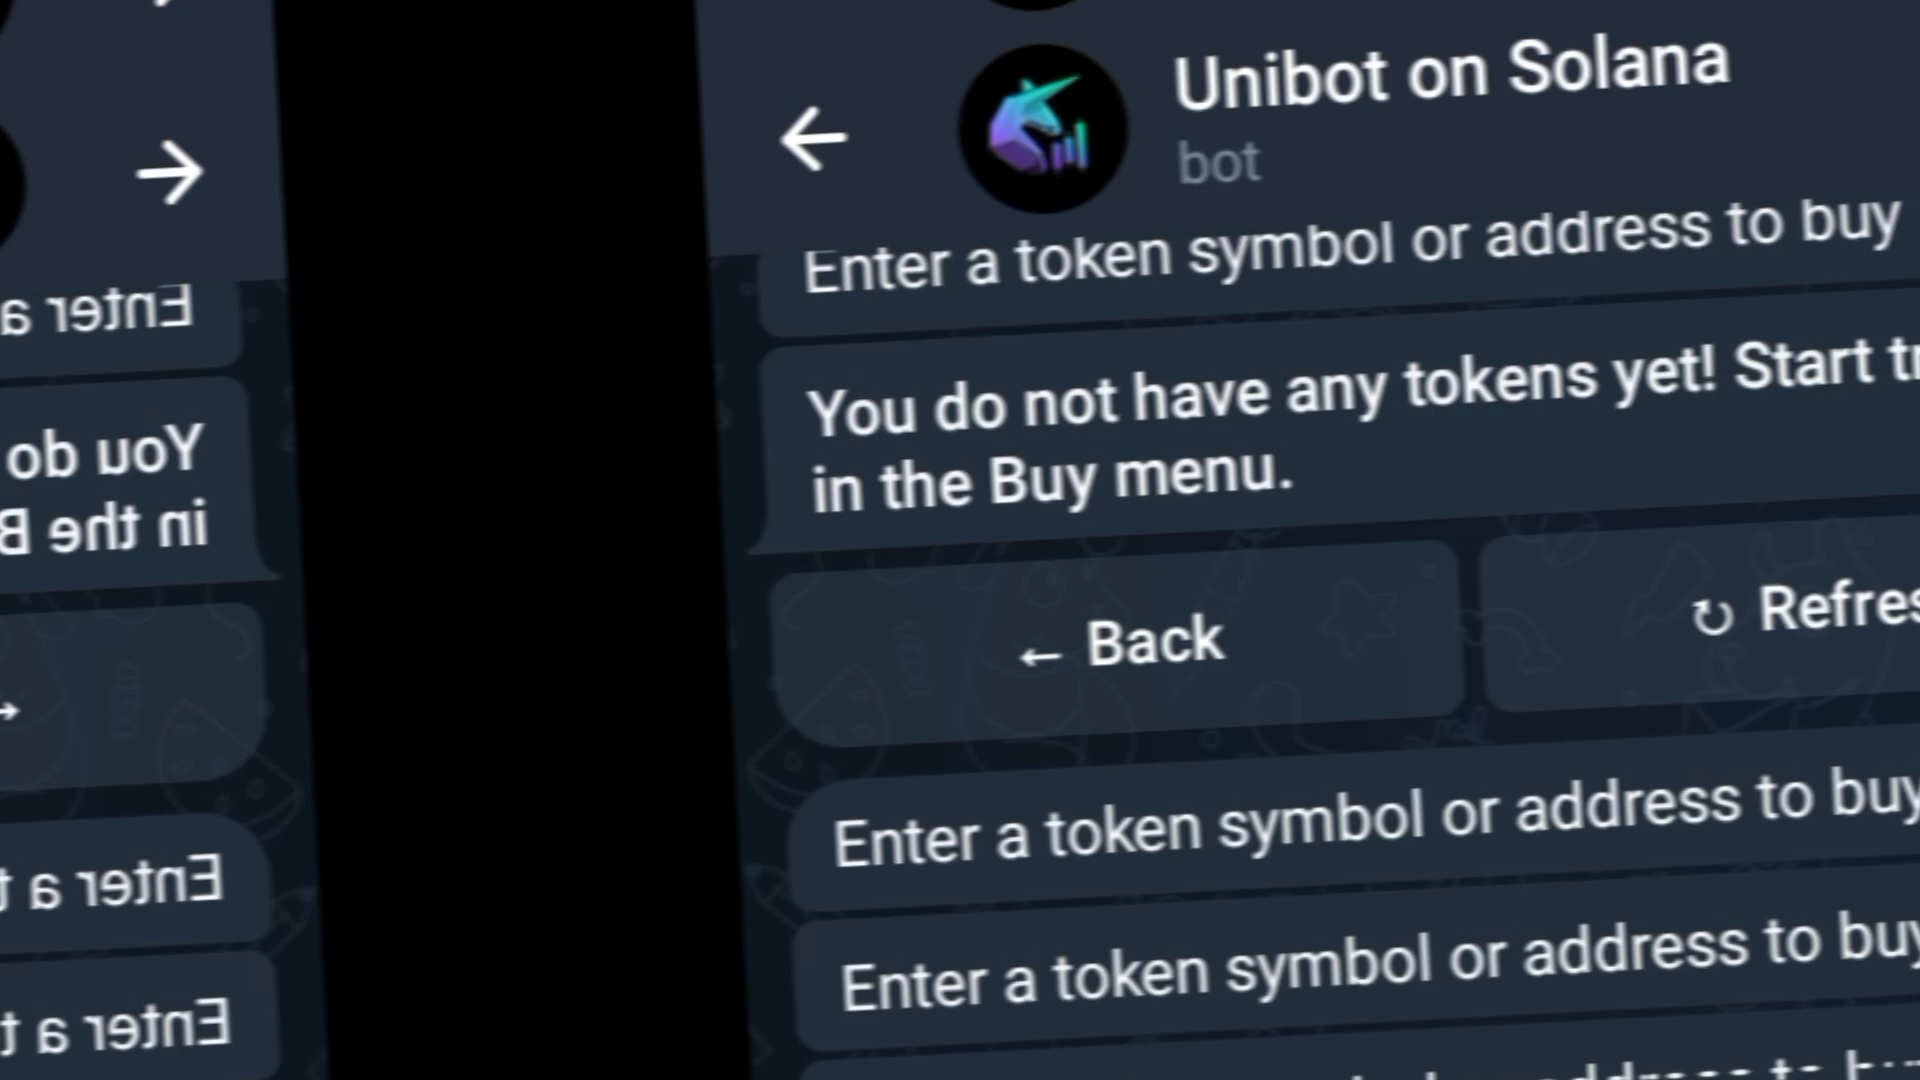 Unibot on Solana
bot
Enter a token symbol or address to buy
You do not have any tokens yet! Start
in the Buy menu.
← Back
↻
Enter a token symbol or address to buy
Enter a token symbol or address to buy
Enter a
You do
in the
Enter a
Enter a